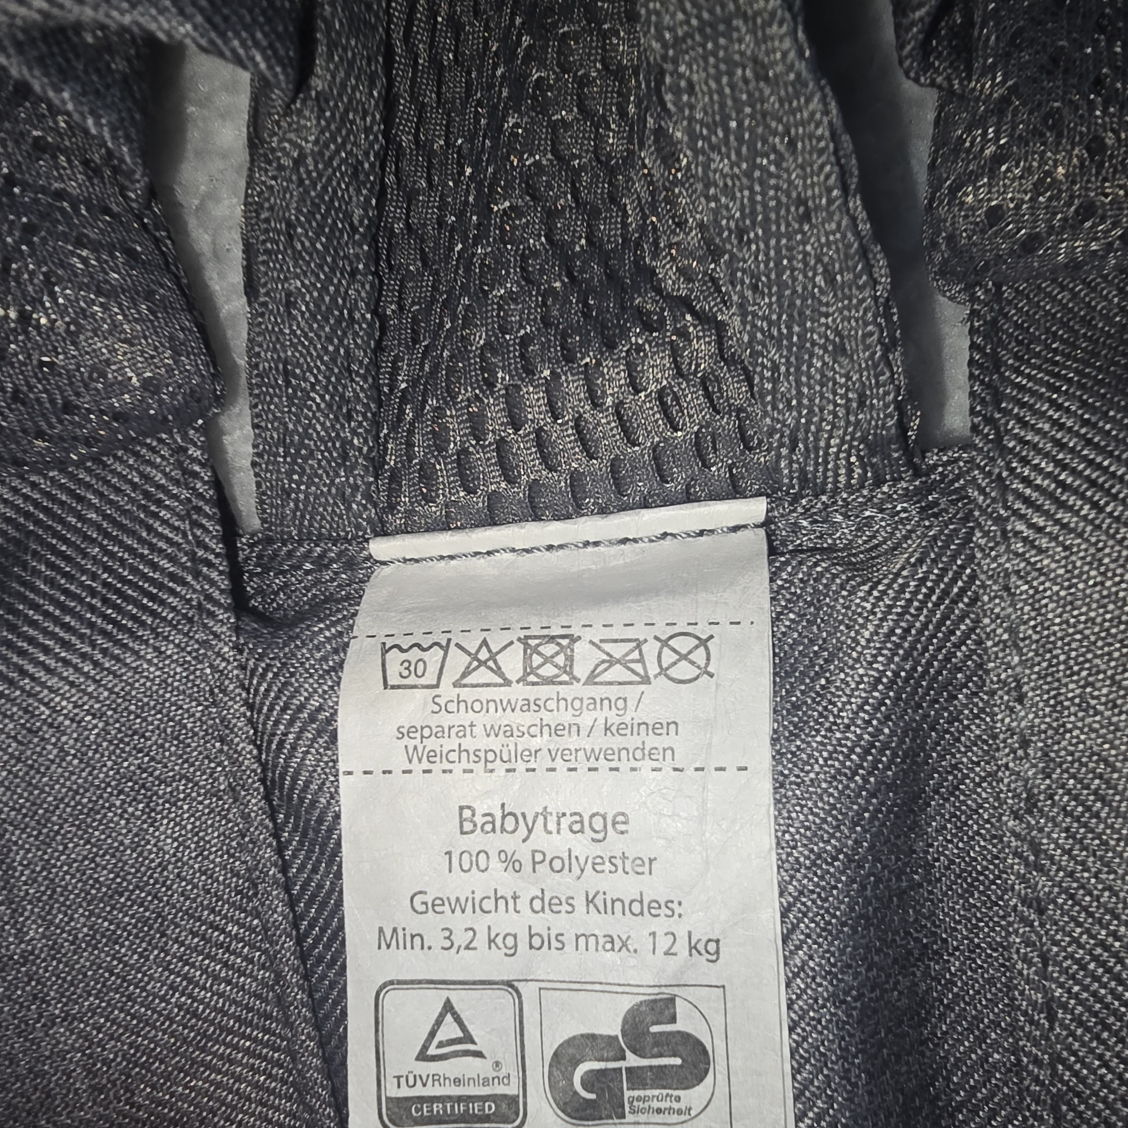 30
Schonwaschgang /
separat waschen / keinen
Weichspüler verwenden
Babytrage
100 % Polyester
Gewicht des Kindes:
Min. 3,2 kg bis max. 12 kg
TÜVRheinland®
CERTIFIED
GS
geprüfte
Sicherheit